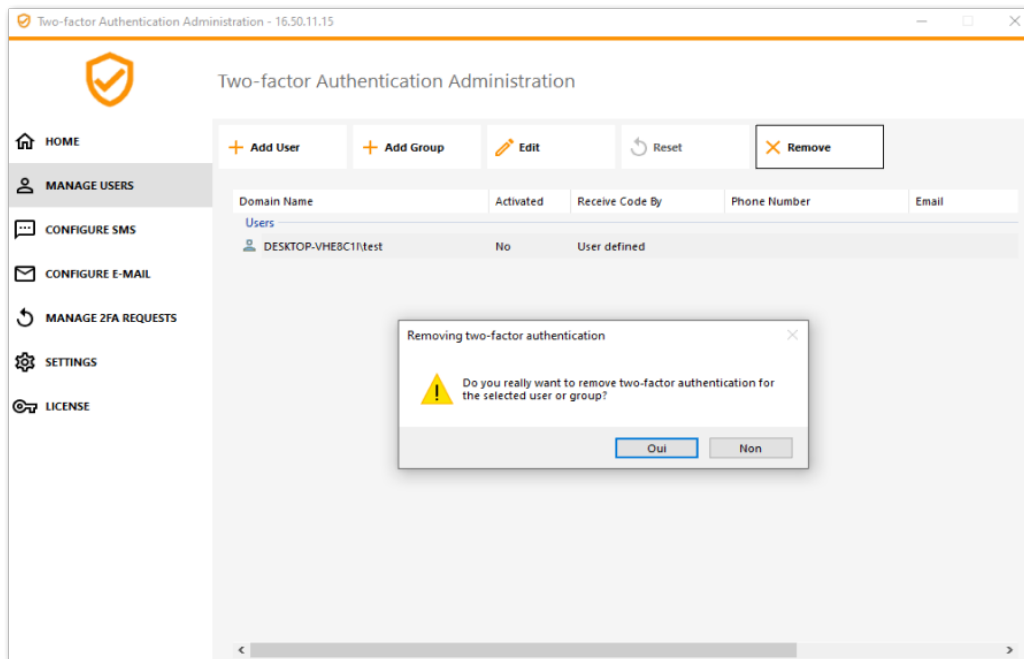 Two-factor Authentication Administration - 16.50.11.15
Two-factor Authentication Administration
HOME
MANAGE USERS
CONFIGURE SMS
CONFIGURE E-MAIL
MANAGE 2FA REQUESTS
SETTINGS
LICENSE
Add User
Add Group
Edit
Reset
Remove
Domain Name Activated Receive Code By Phone Number Email
Users
DESKTOP-VHE8C1I\test No User defined
Removing two-factor authentication
Do you really want to remove two-factor authentication for
the selected user or group?
Oui
Non